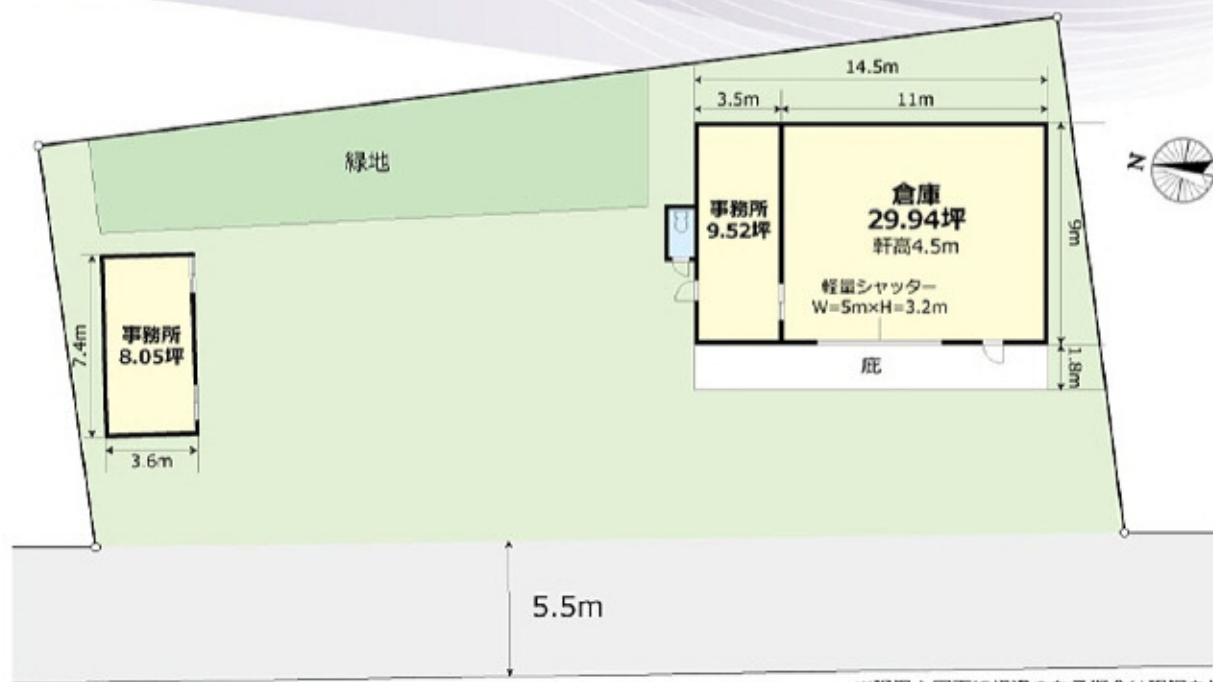 14.5m
3.5m
11m
緑地
事務所
9.52坪
倉庫
29.94坪
軒高4.5m
軽量シャッター
W=5m×H=3.2m
9m
N
庇
1.8m
事務所
8.05坪
7.4m
3.6m
5.5m